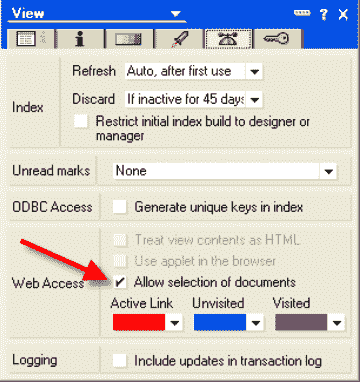 View ? X
Refresh Auto, after first use
Index
Discard If inactive for 45 days
Restrict initial index build to designer or
manager
Unread marks None
ODBC Access Generate unique keys in index
Treat view contents as HTML
Use applet in the browser
Web Access Allow selection of documents
Active Link Unvisited Visited
Logging Include updates in transaction log